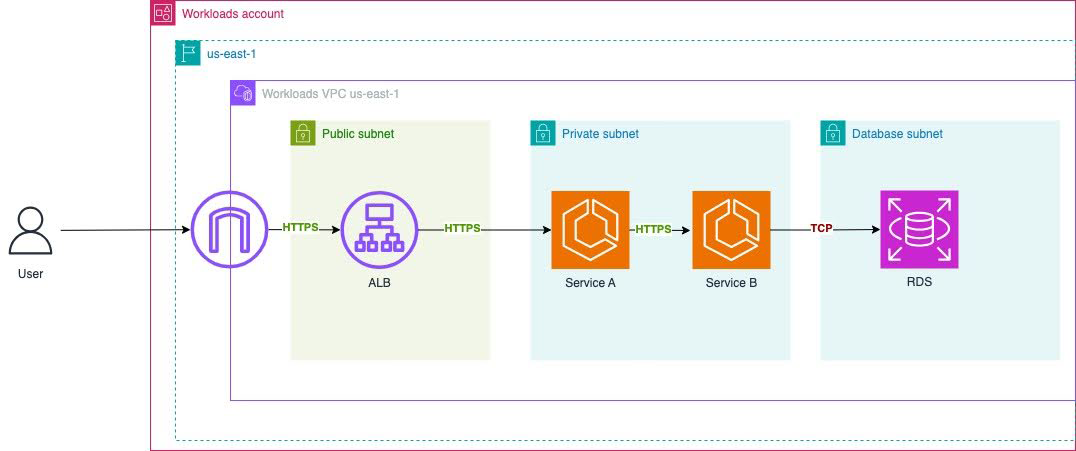 Workloads account
us-east-1
Workloads VPC us-east-1
Public subnet
Private subnet
Database subnet
HTTPS
HTTPS
HTTPS
TCP
User
ALB
Service A
Service B
RDS